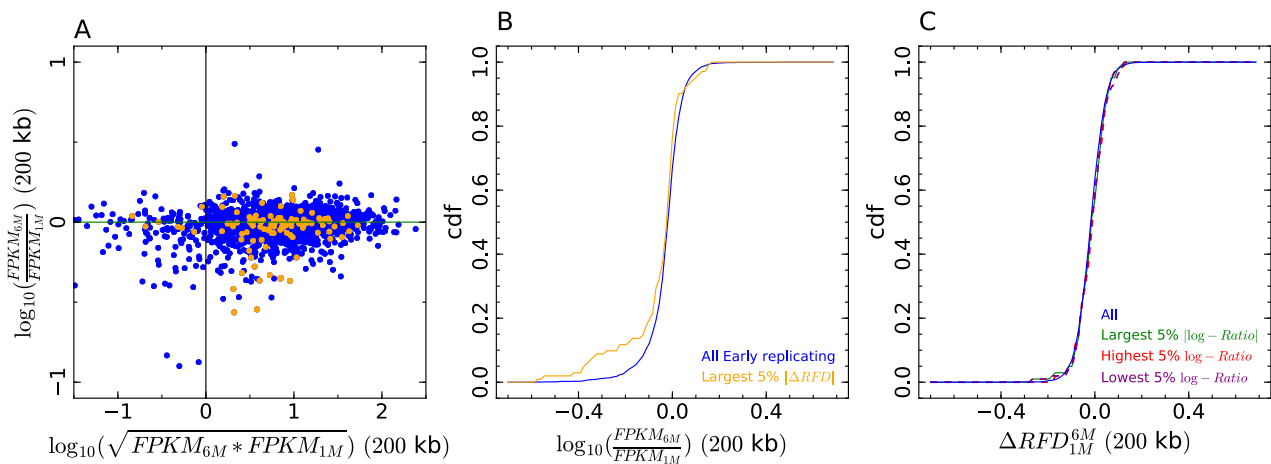 A
log₁₀(FPKM₆M/FPKM₁M) (200 kb)
1
0
−1
−1 0 1 2
log₁₀(√FPKM₆M ∗ FPKM₁M) (200 kb)
B
cdf
1.0
0.8
0.6
0.4
0.2
0.0
All Early replicating
Largest 5% |ΔRFD|
−0.4 0.0 0.4
log₁₀(FPKM₆M/FPKM₁M) (200 kb)
C
cdf
1.0
0.8
0.6
0.4
0.2
0.0
All
Largest 5% |log − Ratio|
Highest 5% log − Ratio
Lowest 5% log − Ratio
−0.4 0.0 0.4
ΔRFD⁶ᴹ₁M (200 kb)